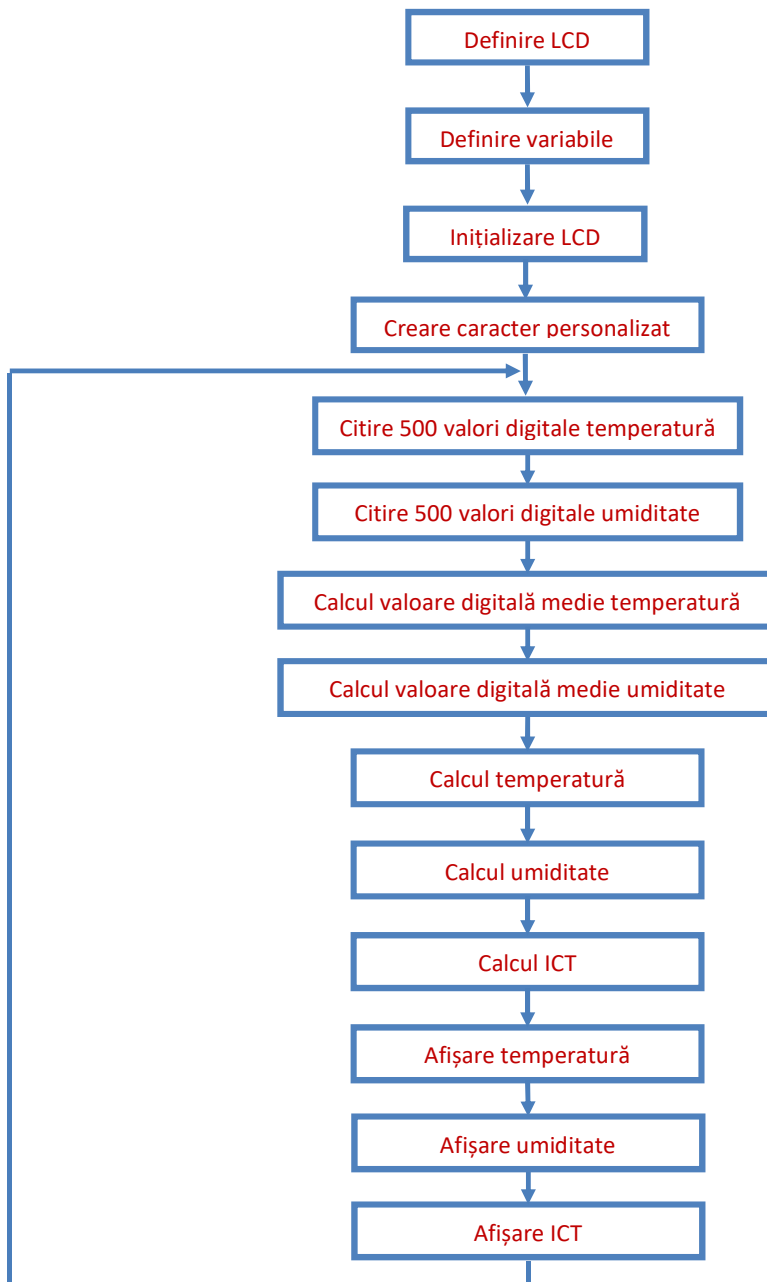 Definire LCD
Definire variabile
Inițializare LCD
Creare caracter personalizat
Citire 500 valori digitale temperatură
Citire 500 valori digitale umiditate
Calcul valoare digitală medie temperatură
Calcul valoare digitală medie umiditate
Calcul temperatură
Calcul umiditate
Calcul ICT
Afișare temperatură
Afișare umiditate
Afișare ICT